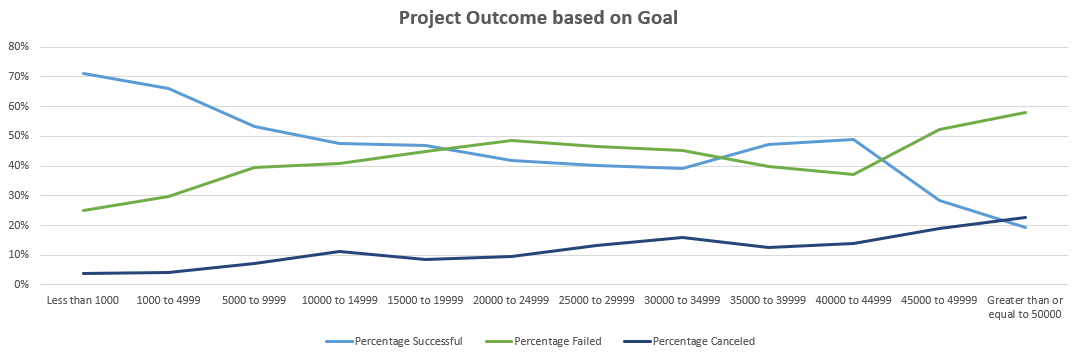 Project Outcome based on Goal
80%
70%
60%
50%
40%
30%
20%
10%
0%
Less than 1000 1000 to 4999 5000 to 9999 10000 to 14999 15000 to 19999 20000 to 24999 25000 to 29999 30000 to 34999 35000 to 39999 40000 to 44999 45000 to 49999 Greater than or
equal to 50000
Percentage Successful Percentage Failed Percentage Canceled